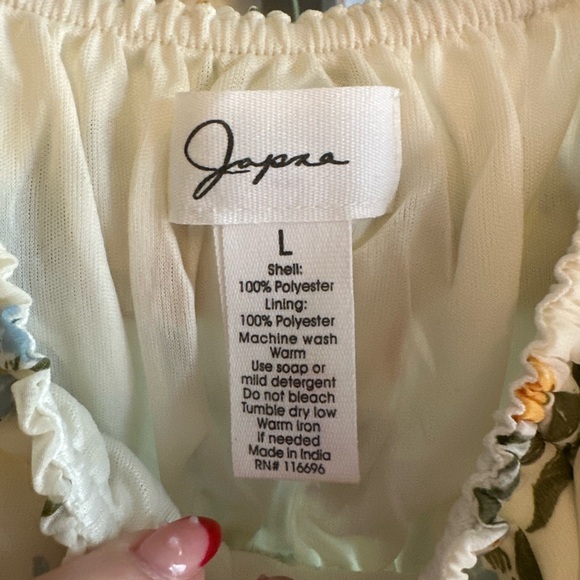 Japna
L
Shell:
100% Polyester
Lining:
100% Polyester
Machine wash
Warm
Use soap or
mild detergent
Do not bleach
Tumble dry low
Warm iron
if needed
Made in India
RN# 116696